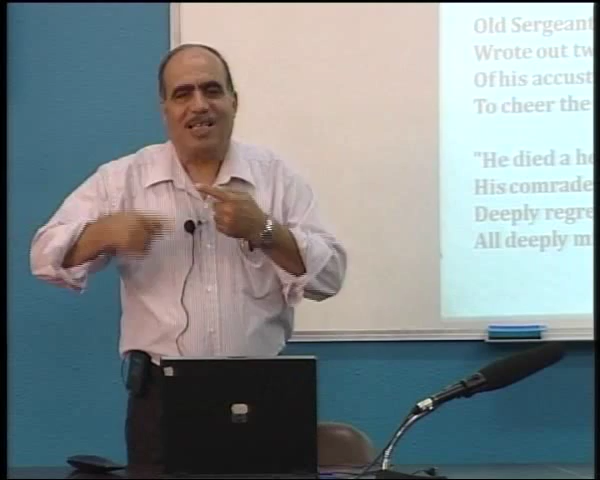 Old Sergeant
Wrote out tw
Of his accust
To cheer the
"He died a he
His comrade
Deeply regre
All deeply m